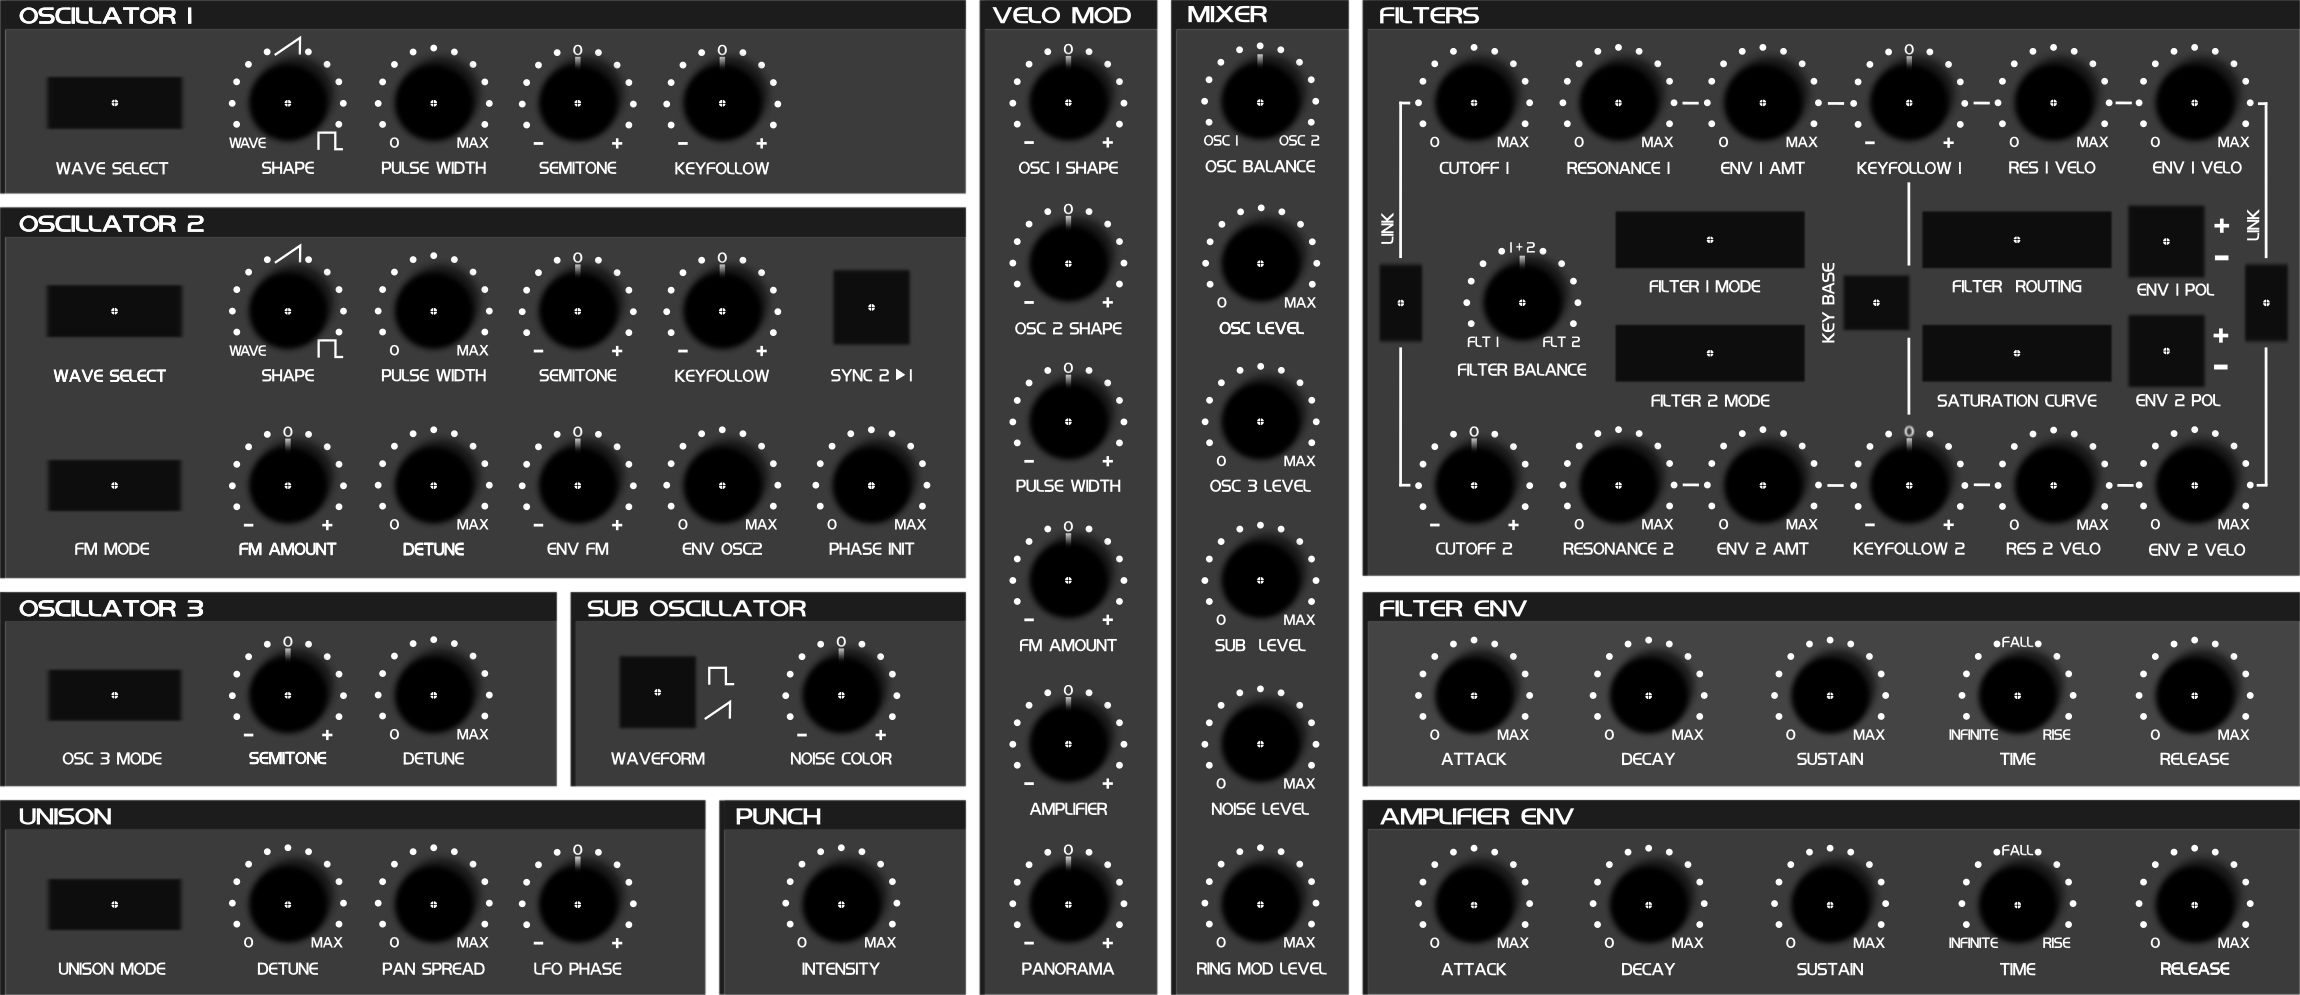 OSCILLATOR 1
WAVE MAX
0
0 0
- + - +
WAVE SELECT SHAPE PULSE WIDTH SEMITONE KEYFOLLOW
OSCILLATOR 2
0 0
WAVE 0 MAX - + - +
WAVE SELECT SHAPE PULSE WIDTH SEMITONE KEYFOLLOW SYNC 2 ▶ 1
0 0
- + 0 MAX - + 0 MAX 0 MAX
FM MODE FM AMOUNT DETUNE ENV FM ENV OSC2 PHASE INIT
OSCILLATOR 3
0
- + 0 MAX
OSC 3 MODE SEMITONE DETUNE
SUB OSCILLATOR
0
- +
WAVEFORM NOISE COLOR
UNISON
0
0 MAX 0 MAX - +
UNISON MODE DETUNE PAN SPREAD LFO PHASE
PUNCH
0 MAX
INTENSITY
VELO MOD
0
- +
OSC 1 SHAPE
0
- +
OSC 2 SHAPE
0
- +
PULSE WIDTH
0
- +
FM AMOUNT
0
- +
AMPLIFIER
0
- +
PANORAMA
MIXER
OSC 1 OSC 2
OSC BALANCE
0 MAX
OSC LEVEL
0 MAX
OSC 3 LEVEL
0 MAX
SUB LEVEL
0 MAX
NOISE LEVEL
0 MAX
RING MOD LEVEL
FILTERS
0
0 MAX 0 MAX 0 MAX - + 0 MAX 0 MAX
CUTOFF 1 RESONANCE 1 ENV 1 AMT KEYFOLLOW 1 RES 1 VELO ENV 1 VELO
LINK
1+2
FLT 1 FLT 2
FILTER BALANCE
FILTER 1 MODE
FILTER 2 MODE
KEY BASE
FILTER ROUTING
SATURATION CURVE
+
-
ENV 1 POL
+
-
ENV 2 POL
LINK
0 0
- + 0 MAX 0 MAX - + 0 MAX 0 MAX
CUTOFF 2 RESONANCE 2 ENV 2 AMT KEYFOLLOW 2 RES 2 VELO ENV 2 VELO
FILTER ENV
FALL
0 MAX 0 MAX 0 MAX INFINITE RISE 0 MAX
ATTACK DECAY SUSTAIN TIME RELEASE
AMPLIFIER ENV
FALL
0 MAX 0 MAX 0 MAX INFINITE RISE 0 MAX
ATTACK DECAY SUSTAIN TIME RELEASE